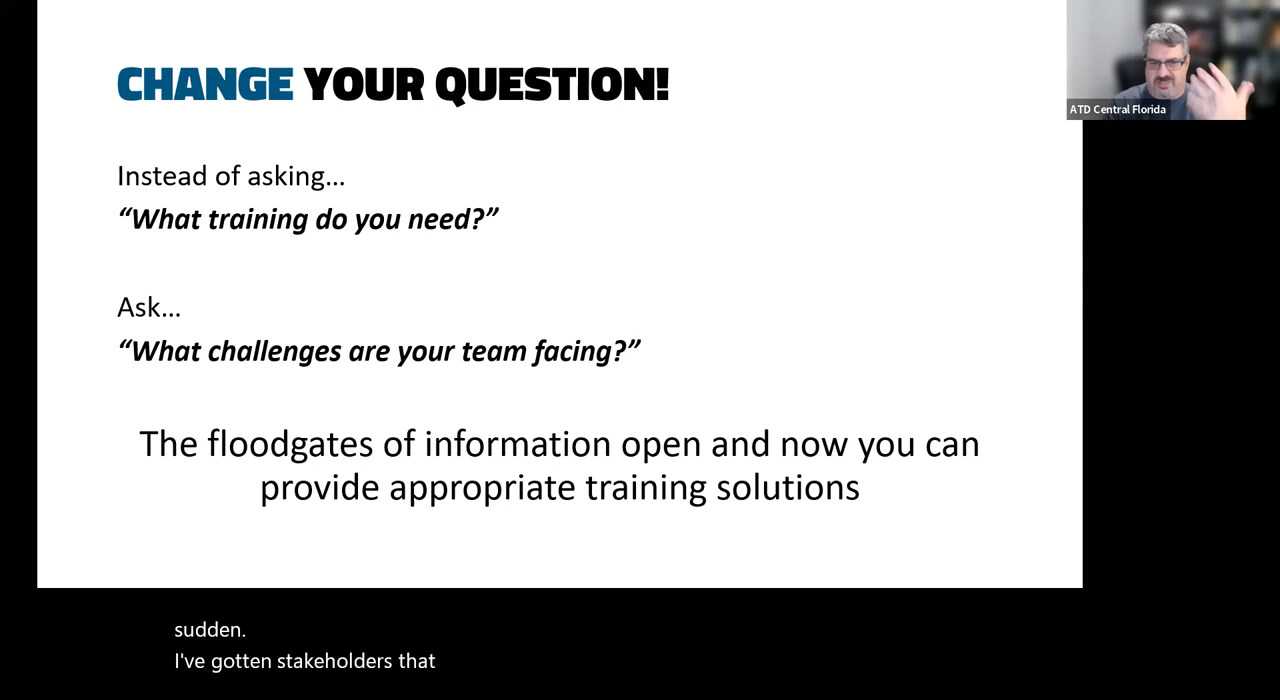 CHANGE YOUR QUESTION!
ATD Central Florida
Instead of asking...
“What training do you need?”
Ask...
“What challenges are your team facing?”
The floodgates of information open and now you can
provide appropriate training solutions
sudden.
I've gotten stakeholders that